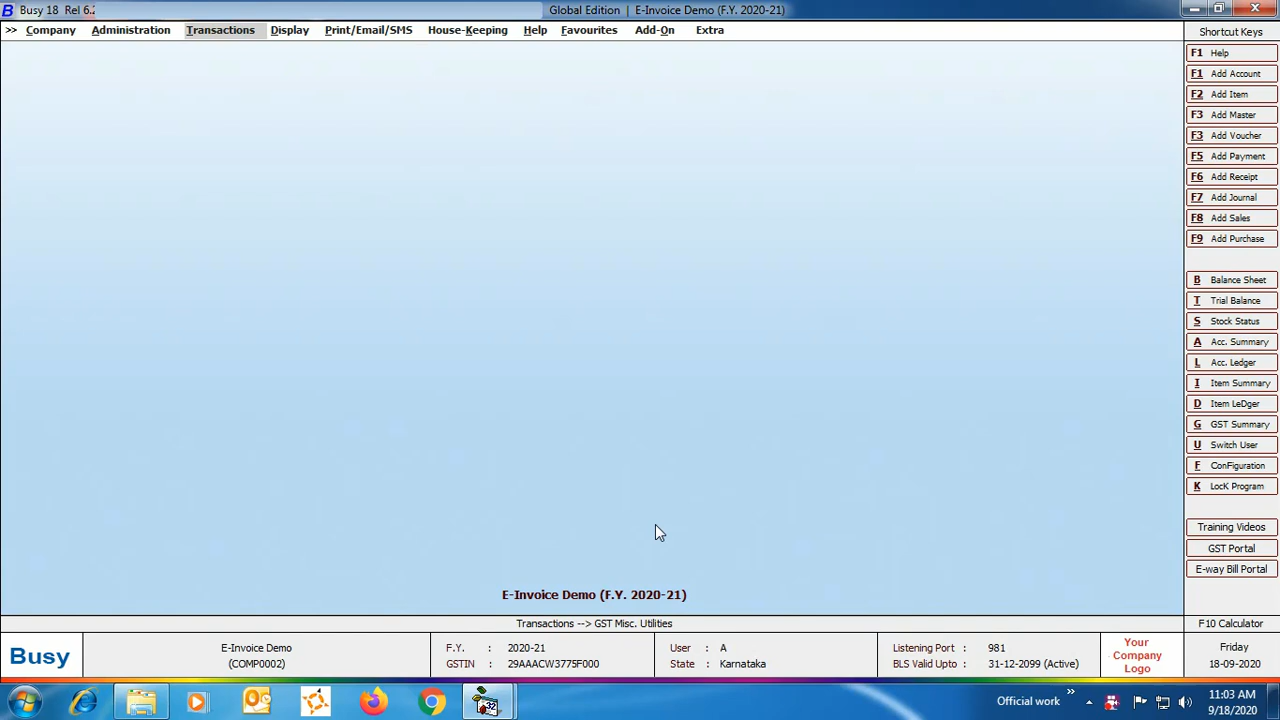 Busy 18 Rel 6.2
Global Edition | E-Invoice Demo (F.Y. 2020-21)
>> Company Administration Transactions Display Print/Email/SMS House-Keeping Help Favourites Add-On Extra
Shortcut Keys
F1 Help
F1 Add Account
F2 Add Item
F3 Add Master
F3 Add Voucher
F5 Add Payment
F6 Add Receipt
F7 Add Journal
F8 Add Sales
F9 Add Purchase
B Balance Sheet
T Trial Balance
S Stock Status
A Acc. Summary
L Acc. Ledger
I Item Summary
D Item LeDger
G GST Summary
U Switch User
F ConFiguration
K LocK Program
Training Videos
GST Portal
E-way Bill Portal
E-Invoice Demo (F.Y. 2020-21)
Transactions --> GST Misc. Utilities
F10 Calculator
Busy
E-Invoice Demo
(COMP0002)
F.Y. : 2020-21
GSTIN : 29AAACW3775F000
User : A
State : Karnataka
Listening Port : 981
BLS Valid Upto : 31-12-2099 (Active)
Your
Company
Logo
Friday
18-09-2020
32
Official work »
11:03 AM
9/18/2020